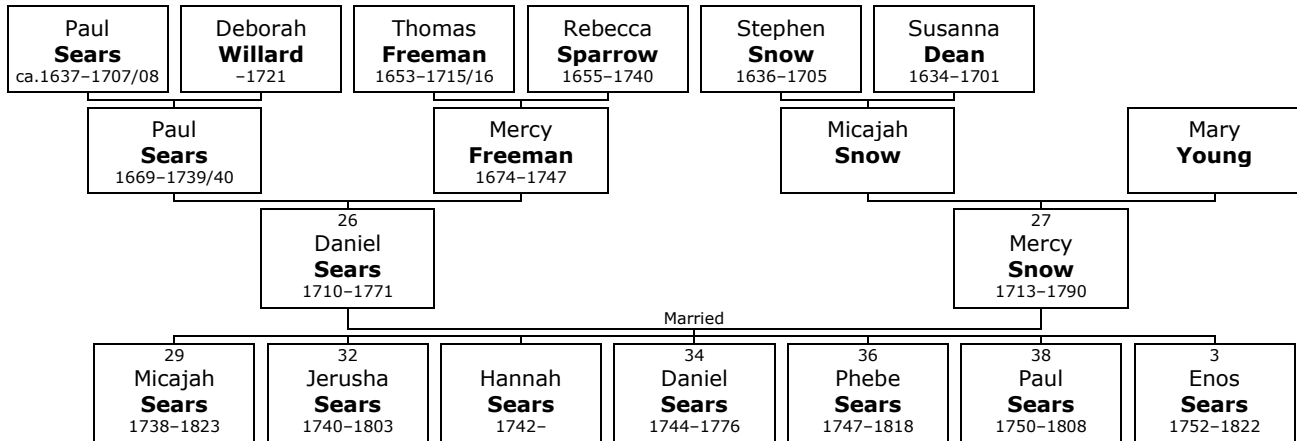 Paul
Sears
ca.1637–1707/08
Deborah
Willard
–1721
Thomas
Freeman
1653–1715/16
Rebecca
Sparrow
1655–1740
Stephen
Snow
1636–1705
Susanna
Dean
1634–1701
Paul
Sears
1669–1739/40
Mercy
Freeman
1674–1747
Micajah
Snow
Mary
Young
26
Daniel
Sears
1710–1771
27
Mercy
Snow
1713–1790
Married
29
Micajah
Sears
1738–1823
32
Jerusha
Sears
1740–1803
Hannah
Sears
1742–
34
Daniel
Sears
1744–1776
36
Phebe
Sears
1747–1818
38
Paul
Sears
1750–1808
3
Enos
Sears
1752–1822